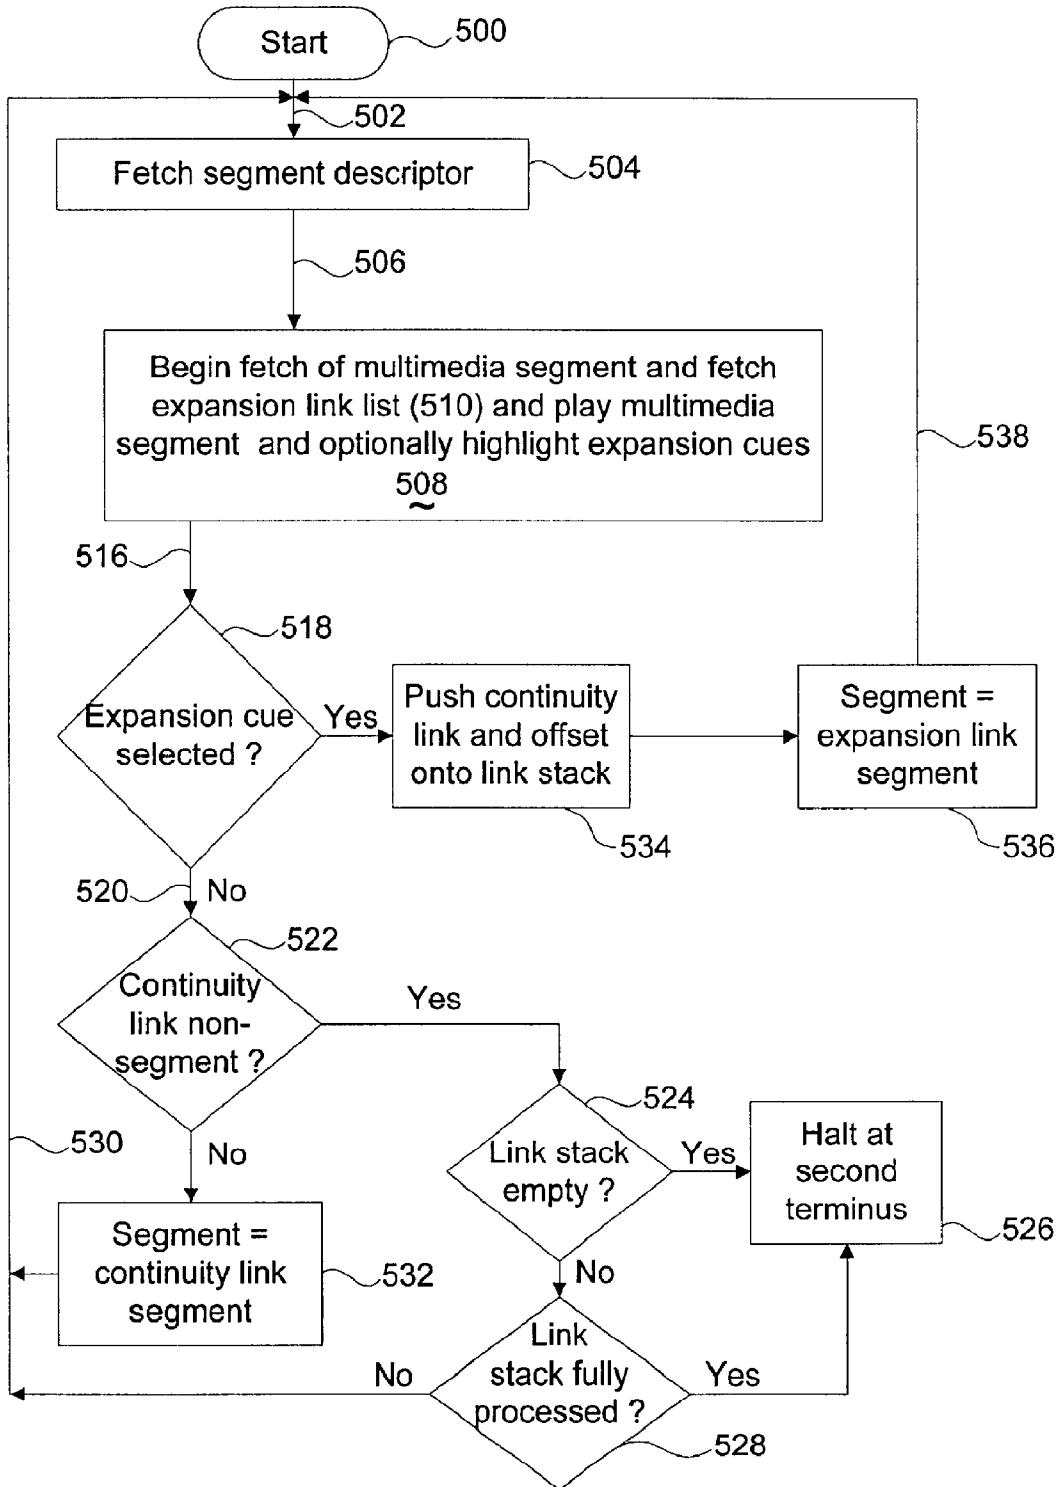 Start
500
502
Fetch segment descriptor
504
506
Begin fetch of multimedia segment and fetch
expansion link list (510) and play multimedia
segment and optionally highlight expansion cues
508
538
516
518
Expansion cue
selected ?
Yes
Push continuity
link and offset
onto link stack
534
Segment =
expansion link
segment
536
520
No
522
Continuity
link non-
segment ?
Yes
524
Link stack
empty ?
Yes
Halt at
second
terminus
526
530
No
Segment =
continuity link
segment
532
No
Link
stack fully
processed ?
No
Yes
528